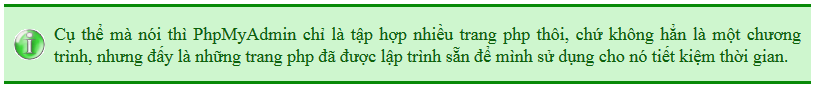 Cụ thể mà nói thì PhpMyAdmin chỉ là tập hợp nhiều trang php thôi, chứ không hẳn là một chương
trình, nhưng đấy là những trang php đã được lập trình sẵn để mình sử dụng cho nó tiết kiệm thời gian.